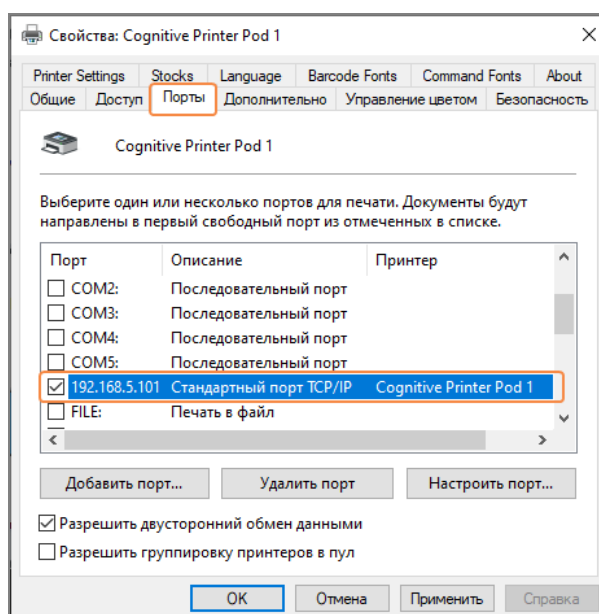 Свойства: Cognitive Printer Pod 1
Printer Settings Stocks Language Barcode Fonts Command Fonts About
Общие Доступ Порты Дополнительно Управление цветом Безопасность
Cognitive Printer Pod 1
Выберите один или несколько портов для печати. Документы будут
направлены в первый свободный порт из отмеченных в списке.
Порт Описание Принтер
COM2: Последовательный порт
COM3: Последовательный порт
COM4: Последовательный порт
COM5: Последовательный порт
192.168.5.101 Стандартный порт TCP/IP Cognitive Printer Pod 1
FILE: Печать в файл
Добавить порт... Удалить порт Настроить порт...
Разрешить двусторонний обмен данными
Разрешить группировку принтеров в пул
OK Отмена Применить Справка